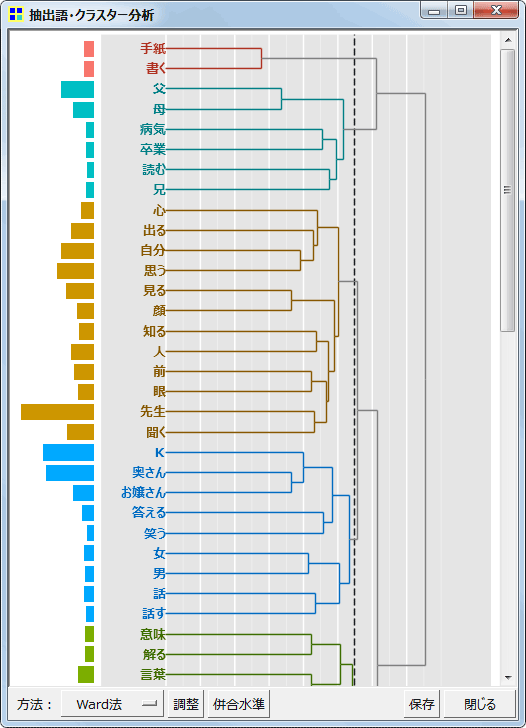 抽出語・クラスター分析
手紙
書く
父
母
病気
卒業
読む
兄
心
出る
自分
思う
見る
顔
知る
人
前
眼
先生
聞く
K
奥さん
お嬢さん
答える
笑う
女
男
話
話す
意味
解る
言葉
方法： Ward法 調整 併合水準 保存 閉じる